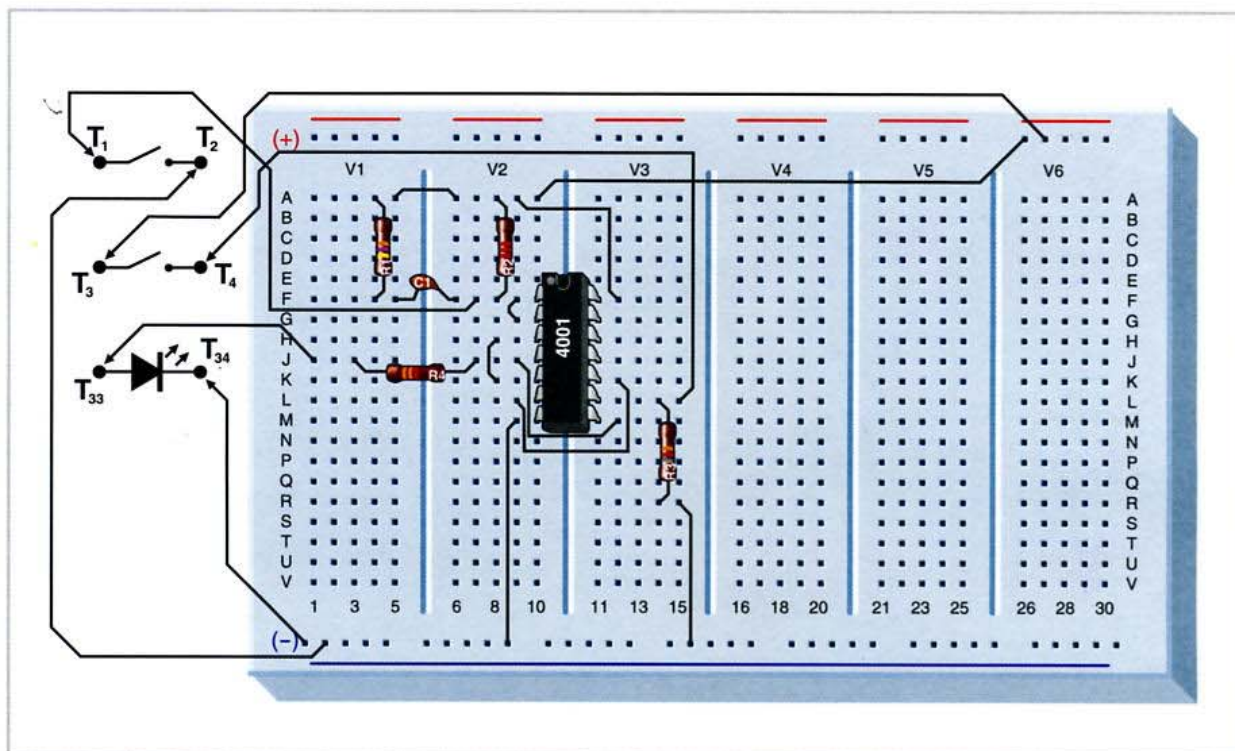 T1 T2
(+)
V1 V2 V3 V4 V5 V6
A A
B B
C C
T3 T4
D R1 R2 D
E C1 E
F F
G G
H 4001 H
T33 T34
J J
K R4 K
L L
M M
N N
P R3 P
Q Q
R R
S S
T T
U U
V V
1 3 5 6 8 10 11 13 15 16 18 20 21 23 25 26 28 30
(-)